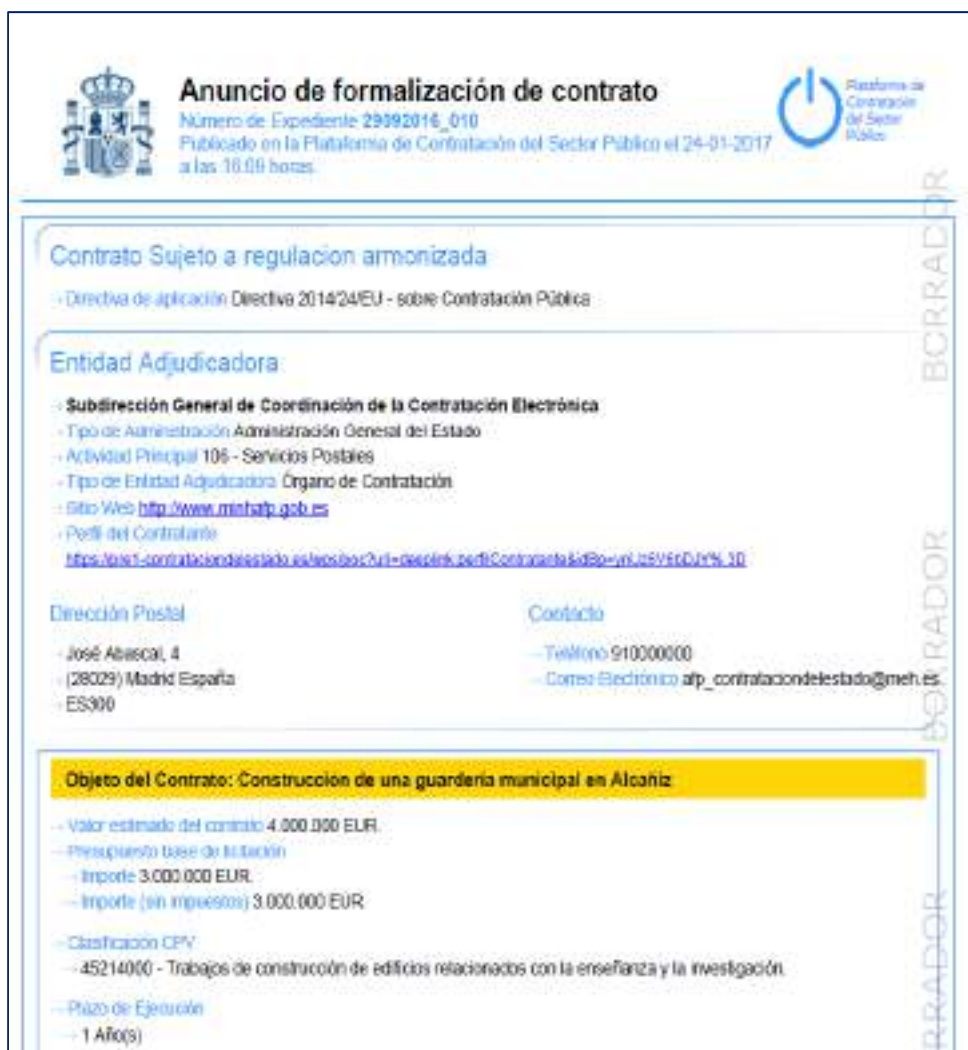 Anuncio de formalización de contrato
Número de Expediente 29092016_010
Publicado en la Plataforma de Contratación del Sector Público el 24-01-2017
a las 16:09 horas.
Plataforma de
Contratación
del Sector
Público
Contrato Sujeto a regulacion armonizada
Directiva de aplicación Directiva 2014/24/EU - sobre Contratación Pública
Entidad Adjudicadora
Subdirección General de Coordinación de la Contratación Electrónica
Tipo de Administración Administración General del Estado
Actividad Principal 106 - Servicios Postales
Tipo de Entidad Adjudicadora Órgano de Contratación
Sitio Web http://www.minhafp.gob.es
Perfil del Contratante
Dirección Postal
José Abascal, 4
(28029) Madrid España
ES300
Contacto
Teléfono 910000000
Correo Electrónico afp_contrataciondelestado@meh.es.
Objeto del Contrato: Construccion de una guarderia municipal en Alcañiz
Valor estimado del contrato 4.000.000 EUR.
Presupuesto base de licitación
Importe 3.000.000 EUR.
Importe (sin impuestos) 3.000.000 EUR.
Clasificación CPV
45214000 - Trabajos de construcción de edificios relacionados con la enseñanza y la investigación.
Plazo de Ejecución
1 Año(s)
BORRADOR
BORRADOR
RRADOR